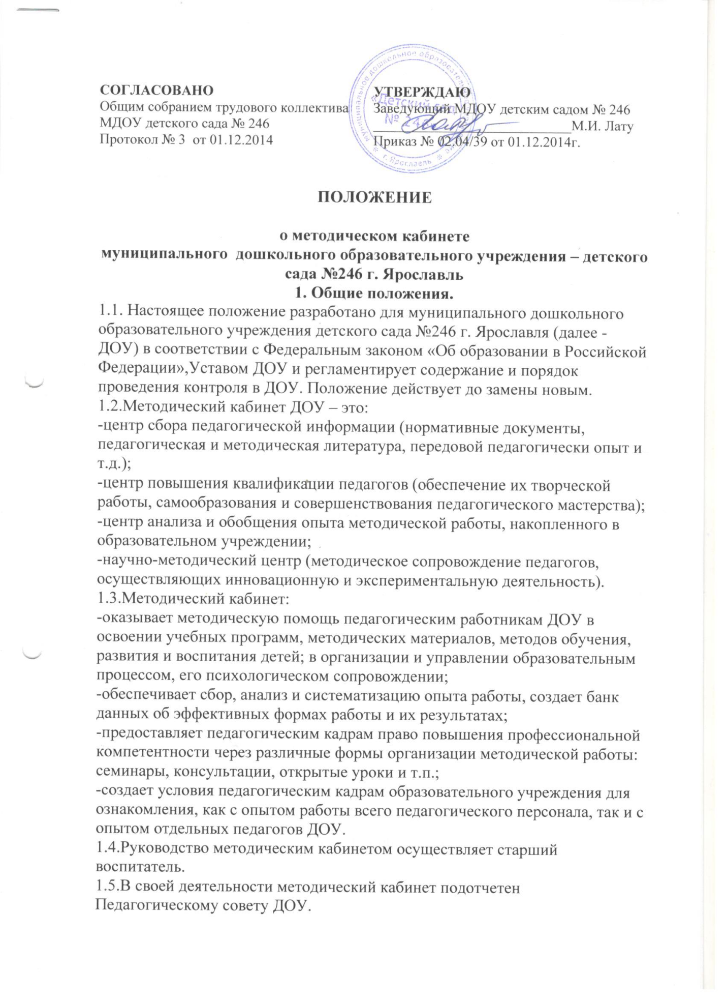 СОГЛАСОВАНО
Общим собранием трудового коллектива
МДОУ детского сада № 246
Протокол № 3 от 01.12.2014
муниципальное дошкольное образовательное
«Детский сад
№ 246»
г. Ярославль
УТВЕРЖДАЮ
Заведующий МДОУ детским садом № 246
М.И. Лату
Приказ № 02.04/39 от 01.12.2014г.
ПОЛОЖЕНИЕ
о методическом кабинете
муниципального дошкольного образовательного учреждения – детского
сада №246 г. Ярославль
1. Общие положения.
1.1. Настоящее положение разработано для муниципального дошкольного
образовательного учреждения детского сада №246 г. Ярославля (далее -
ДОУ) в соответствии с Федеральным законом «Об образовании в Российской
Федерации»,Уставом ДОУ и регламентирует содержание и порядок
проведения контроля в ДОУ. Положение действует до замены новым.
1.2.Методический кабинет ДОУ – это:
-центр сбора педагогической информации (нормативные документы,
педагогическая и методическая литература, передовой педагогически опыт и
т.д.);
-центр повышения квалификации педагогов (обеспечение их творческой
работы, самообразования и совершенствования педагогического мастерства);
-центр анализа и обобщения опыта методической работы, накопленного в
образовательном учреждении;
-научно-методический центр (методическое сопровождение педагогов,
осуществляющих инновационную и экспериментальную деятельность).
1.3.Методический кабинет:
-оказывает методическую помощь педагогическим работникам ДОУ в
освоении учебных программ, методических материалов, методов обучения,
развития и воспитания детей; в организации и управлении образовательным
процессом, его психологическом сопровождении;
-обеспечивает сбор, анализ и систематизацию опыта работы, создает банк
данных об эффективных формах работы и их результатах;
-предоставляет педагогическим кадрам право повышения профессиональной
компетентности через различные формы организации методической работы:
семинары, консультации, открытые уроки и т.п.;
-создает условия педагогическим кадрам образовательного учреждения для
ознакомления, как с опытом работы всего педагогического персонала, так и с
опытом отдельных педагогов ДОУ.
1.4.Руководство методическим кабинетом осуществляет старший
воспитатель.
1.5.В своей деятельности методический кабинет подотчетен
Педагогическому совету ДОУ.